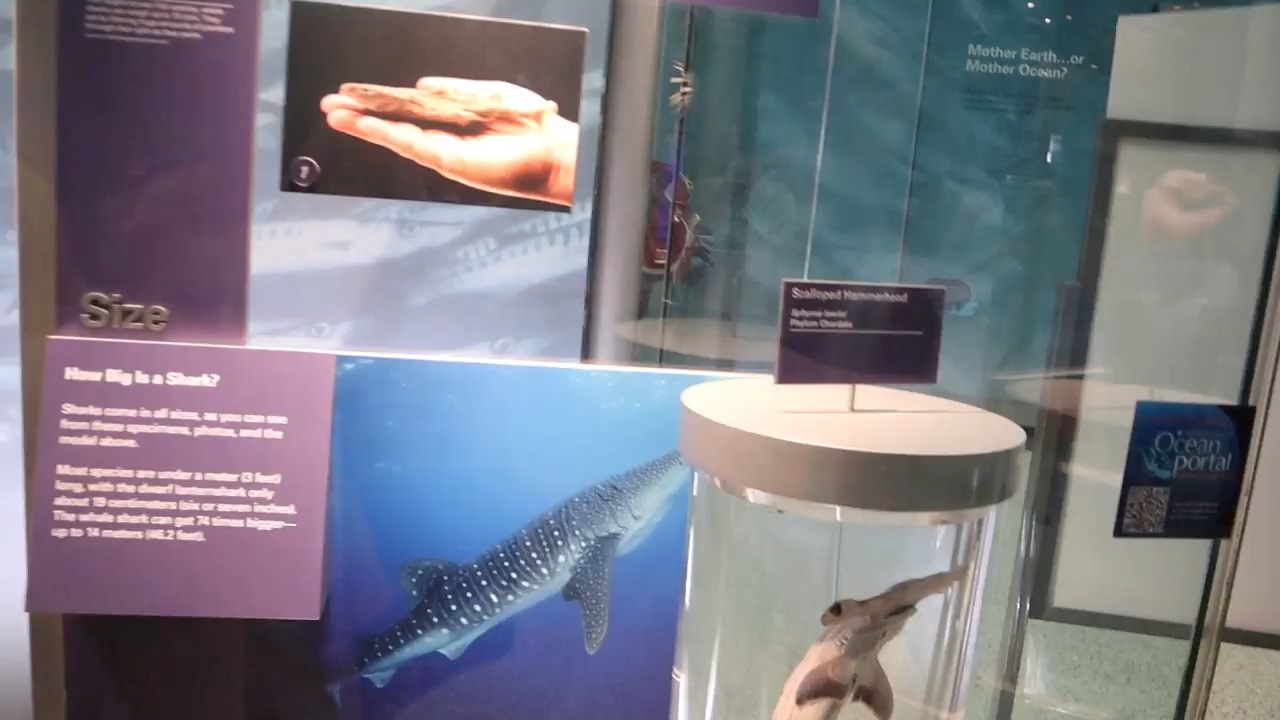 Mother Earth...or
Mother Ocean?
Size
How Big Is a Shark?
Sharks come in all sizes, as you can see
from these specimens, photos, and the
model above.
Most species are under a meter (3 feet)
long, with the dwarf lanternshark only
about 19 centimeters (six or seven inches).
The whale shark can get 74 times bigger—
up to 14 meters (46.2 feet).
Scalloped Hammerhead
Sphyrna lewini
Phylum Chordata
Ocean
portal